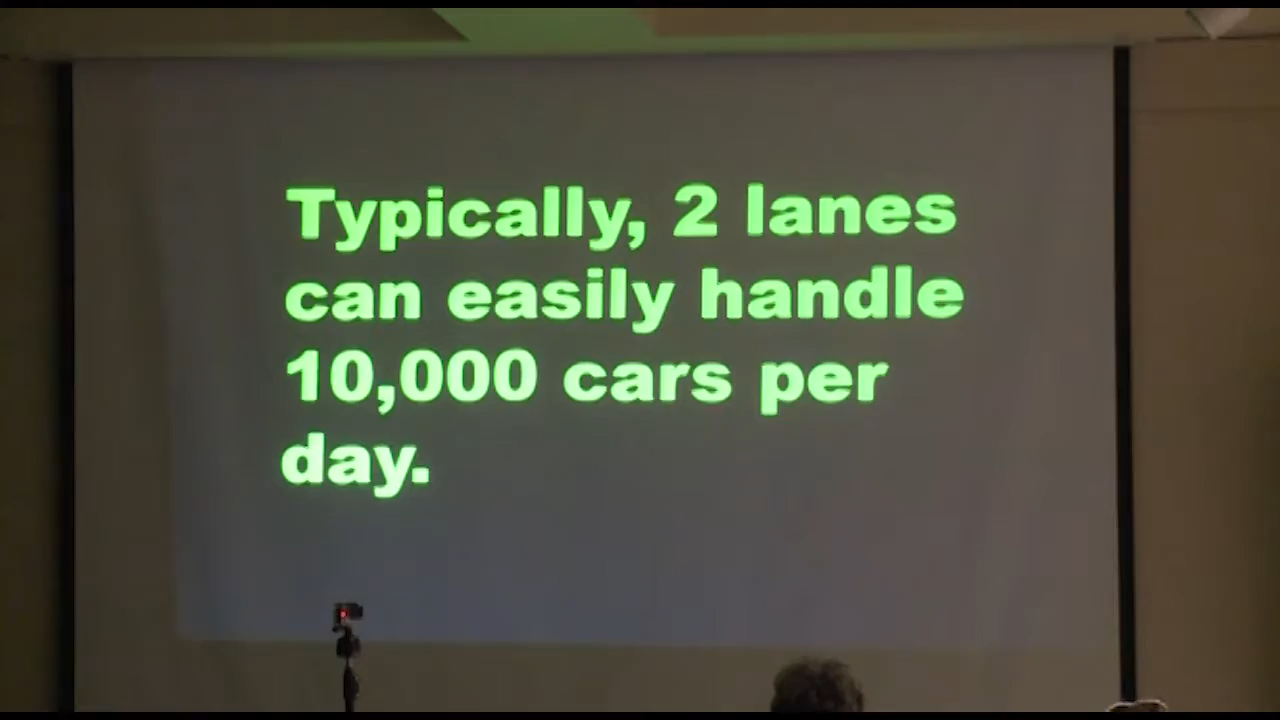 Typically, 2 lanes
can easily handle
10,000 cars per
day.